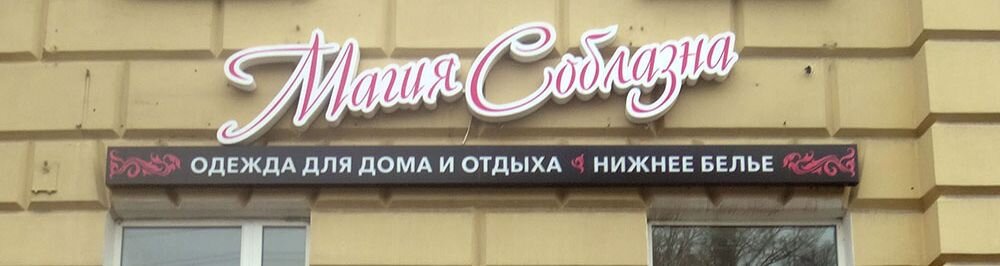 Магия Соблазна
ОДЕЖДА ДЛЯ ДОМА И ОТДЫХА НИЖНЕЕ БЕЛЬЕ